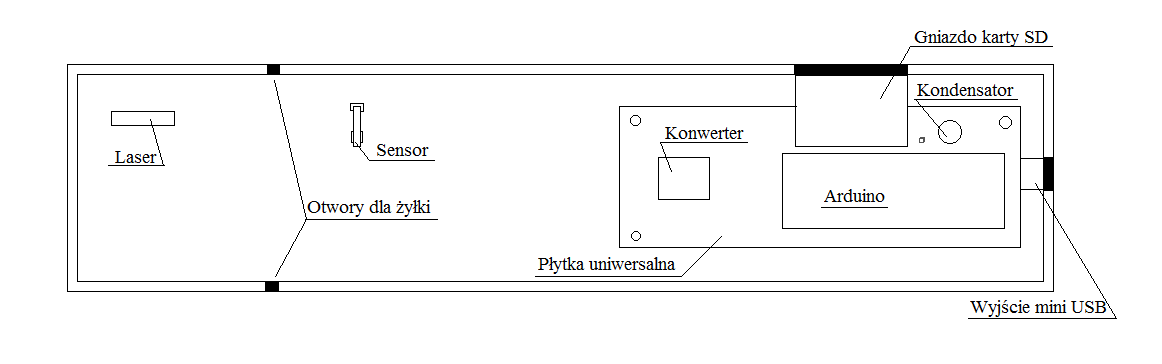 Gniazdo karty SD
Kondensator
Konwerter
Laser
Sensor
Arduino
Otwory dla żyłki
Płytka uniwersalna
Wyjście mini USB